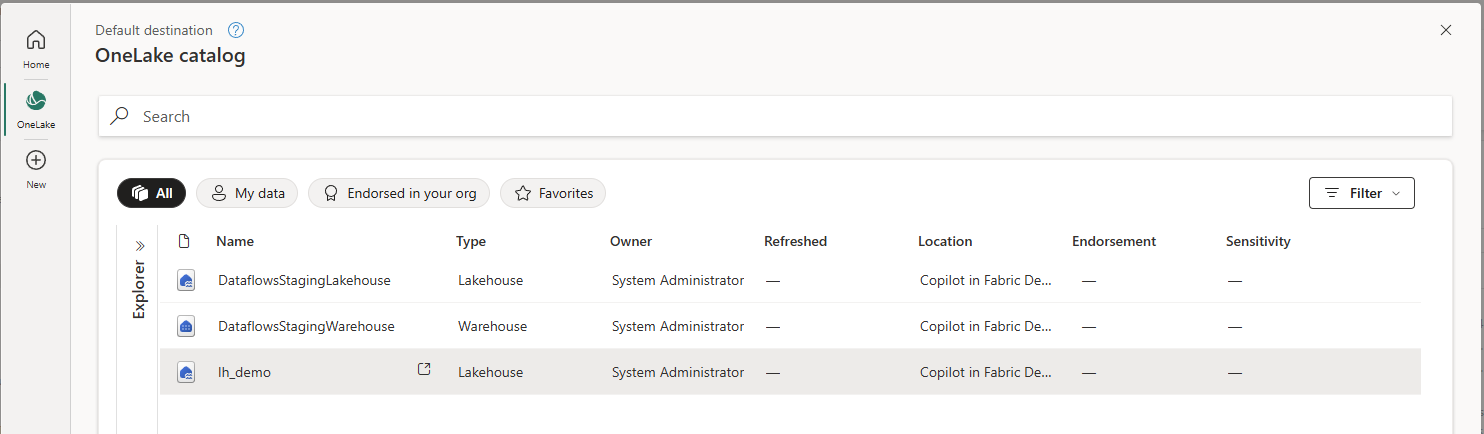 Default destination
OneLake catalog
Home
OneLake
New
Search
All My data Endorsed in your org Favorites Filter
Explorer
Name Type Owner Refreshed Location Endorsement Sensitivity
DataflowsStagingLakehouse Lakehouse System Administrator — Copilot in Fabric De... — —
DataflowsStagingWarehouse Warehouse System Administrator — Copilot in Fabric De... — —
lh_demo Lakehouse System Administrator — Copilot in Fabric De... — —